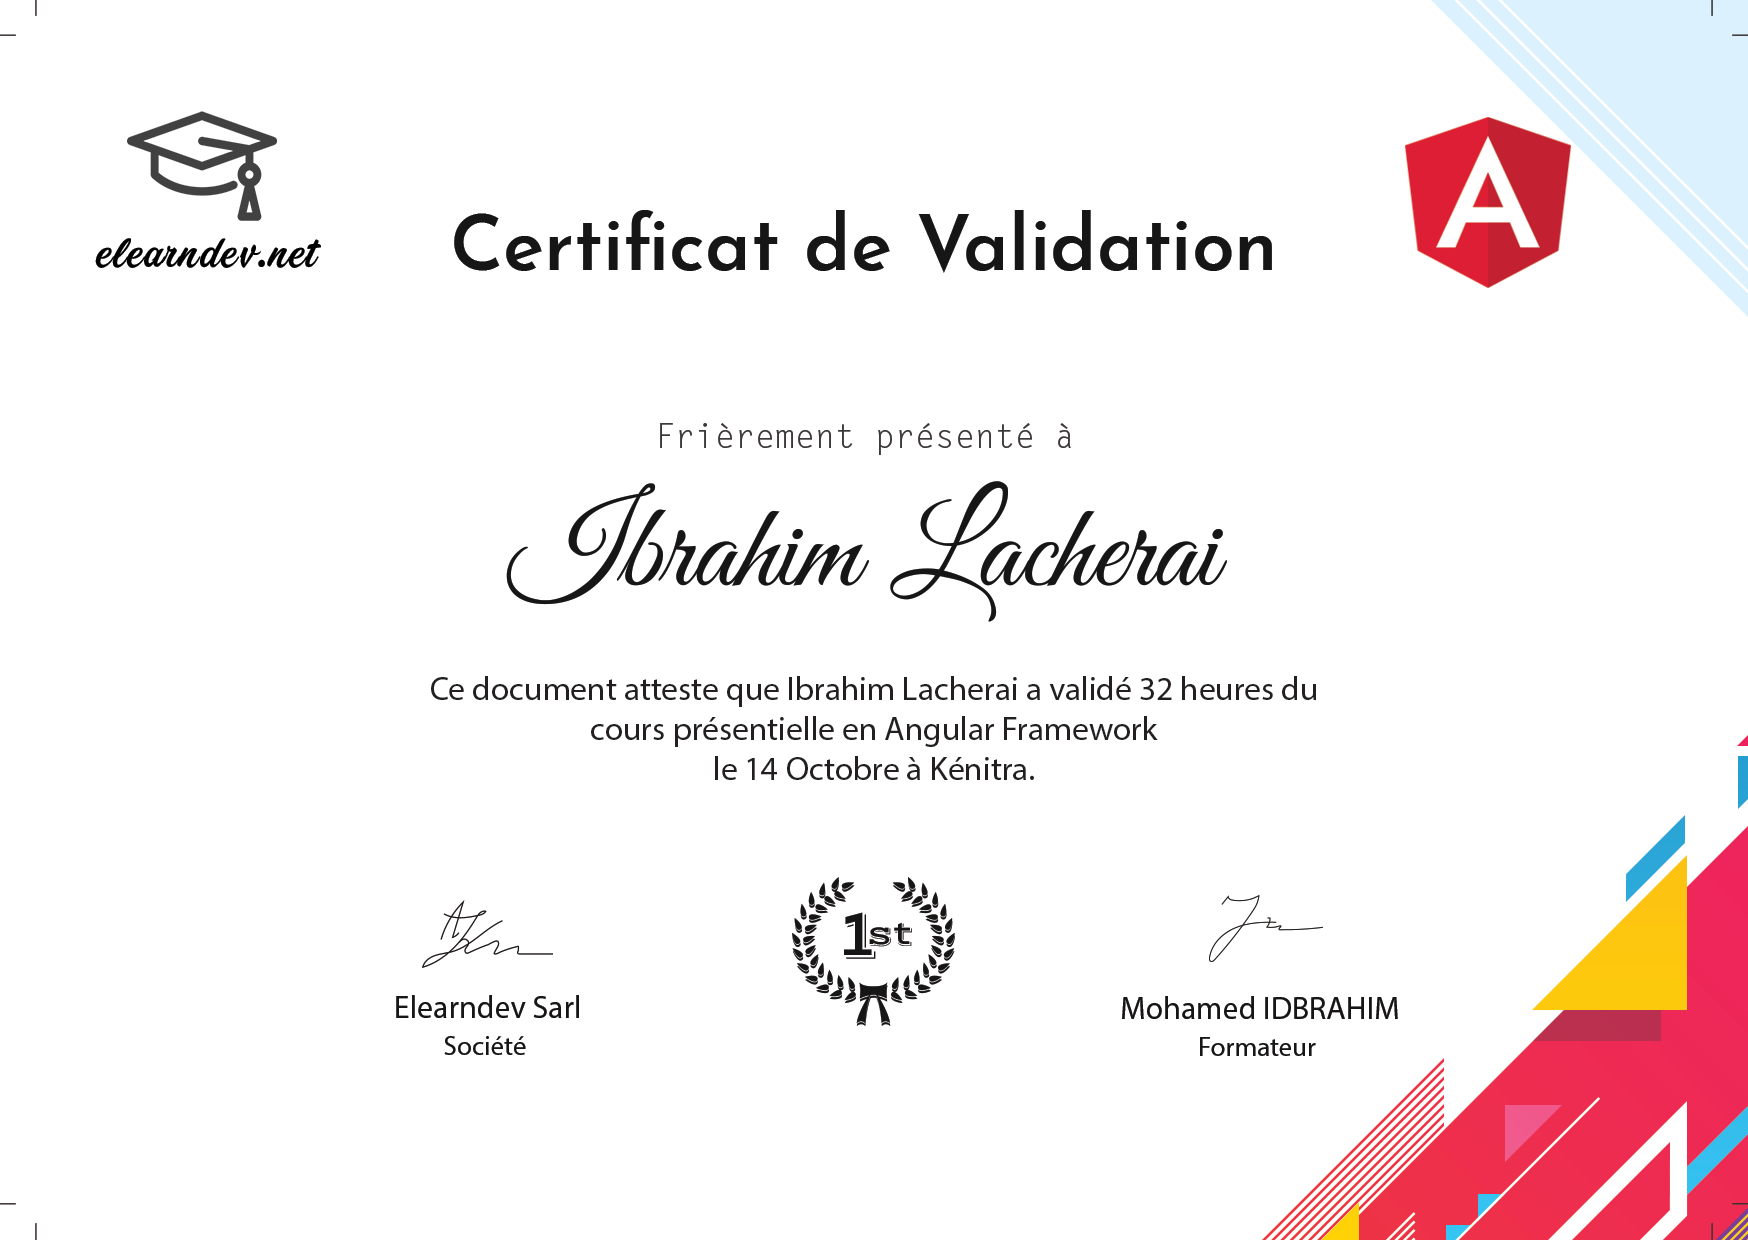 elearndev.net
Certificat de Validation
Frièrement présenté à
Ibrahim Lacherai
Ce document atteste que Ibrahim Lacherai a validé 32 heures du
cours présentielle en Angular Framework
le 14 Octobre à Kénitra.
1st
Elearndev Sarl
Société
Mohamed IDBRAHIM
Formateur